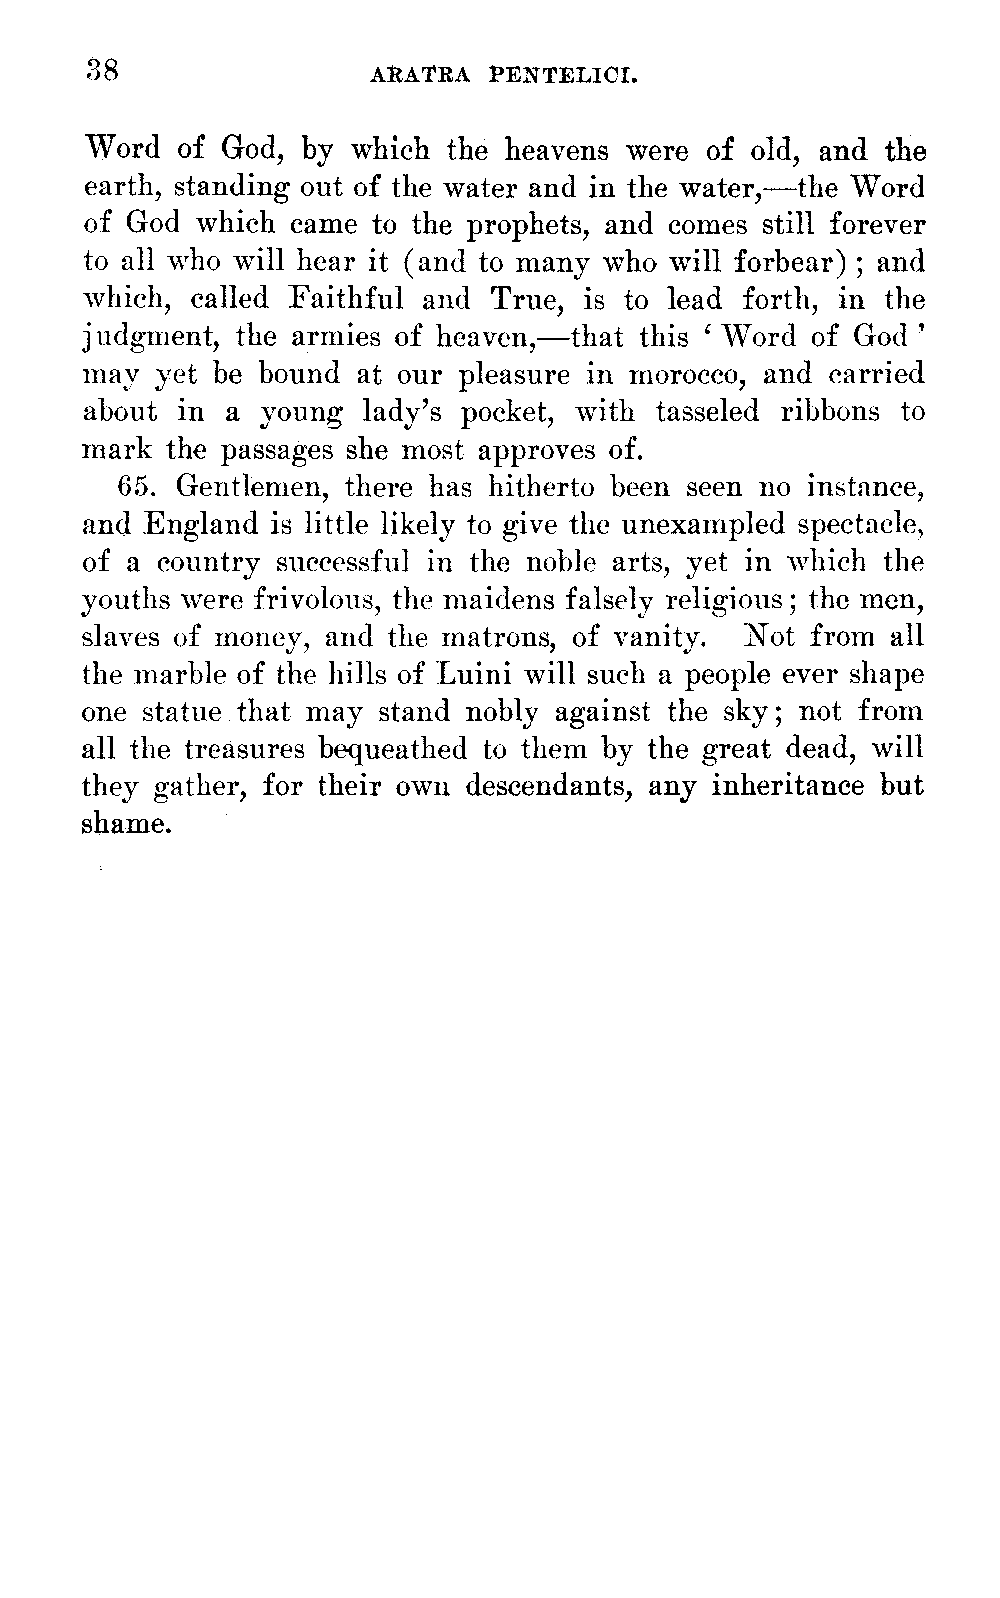 38 ARATRA PENTELICI.
Word of God, by which the heavens were of old, and the
earth, standing out of the water and in the water,—the Word
of God which came to the prophets, and comes still forever
to all who will hear it (and to many who will forbear) ; and
which, called Faithful and True, is to lead forth, in the
judgment, the armies of heaven,—that this ‘ Word of God ’
may yet be bound at our pleasure in morocco, and carried
about in a young lady’s pocket, with tasseled ribbons to
mark the passages she most approves of.
65. Gentlemen, there has hitherto been seen no instance,
and England is little likely to give the unexampled spectacle,
of a country successful in the noble arts, yet in which the
youths were frivolous, the maidens falsely religious; the men,
slaves of money, and the matrons, of vanity. Not from all
the marble of the hills of Luini will such a people ever shape
one statue that may stand nobly against the sky; not from
all the treasures bequeathed to them by the great dead, will
they gather, for their own descendants, any inheritance but
shame.